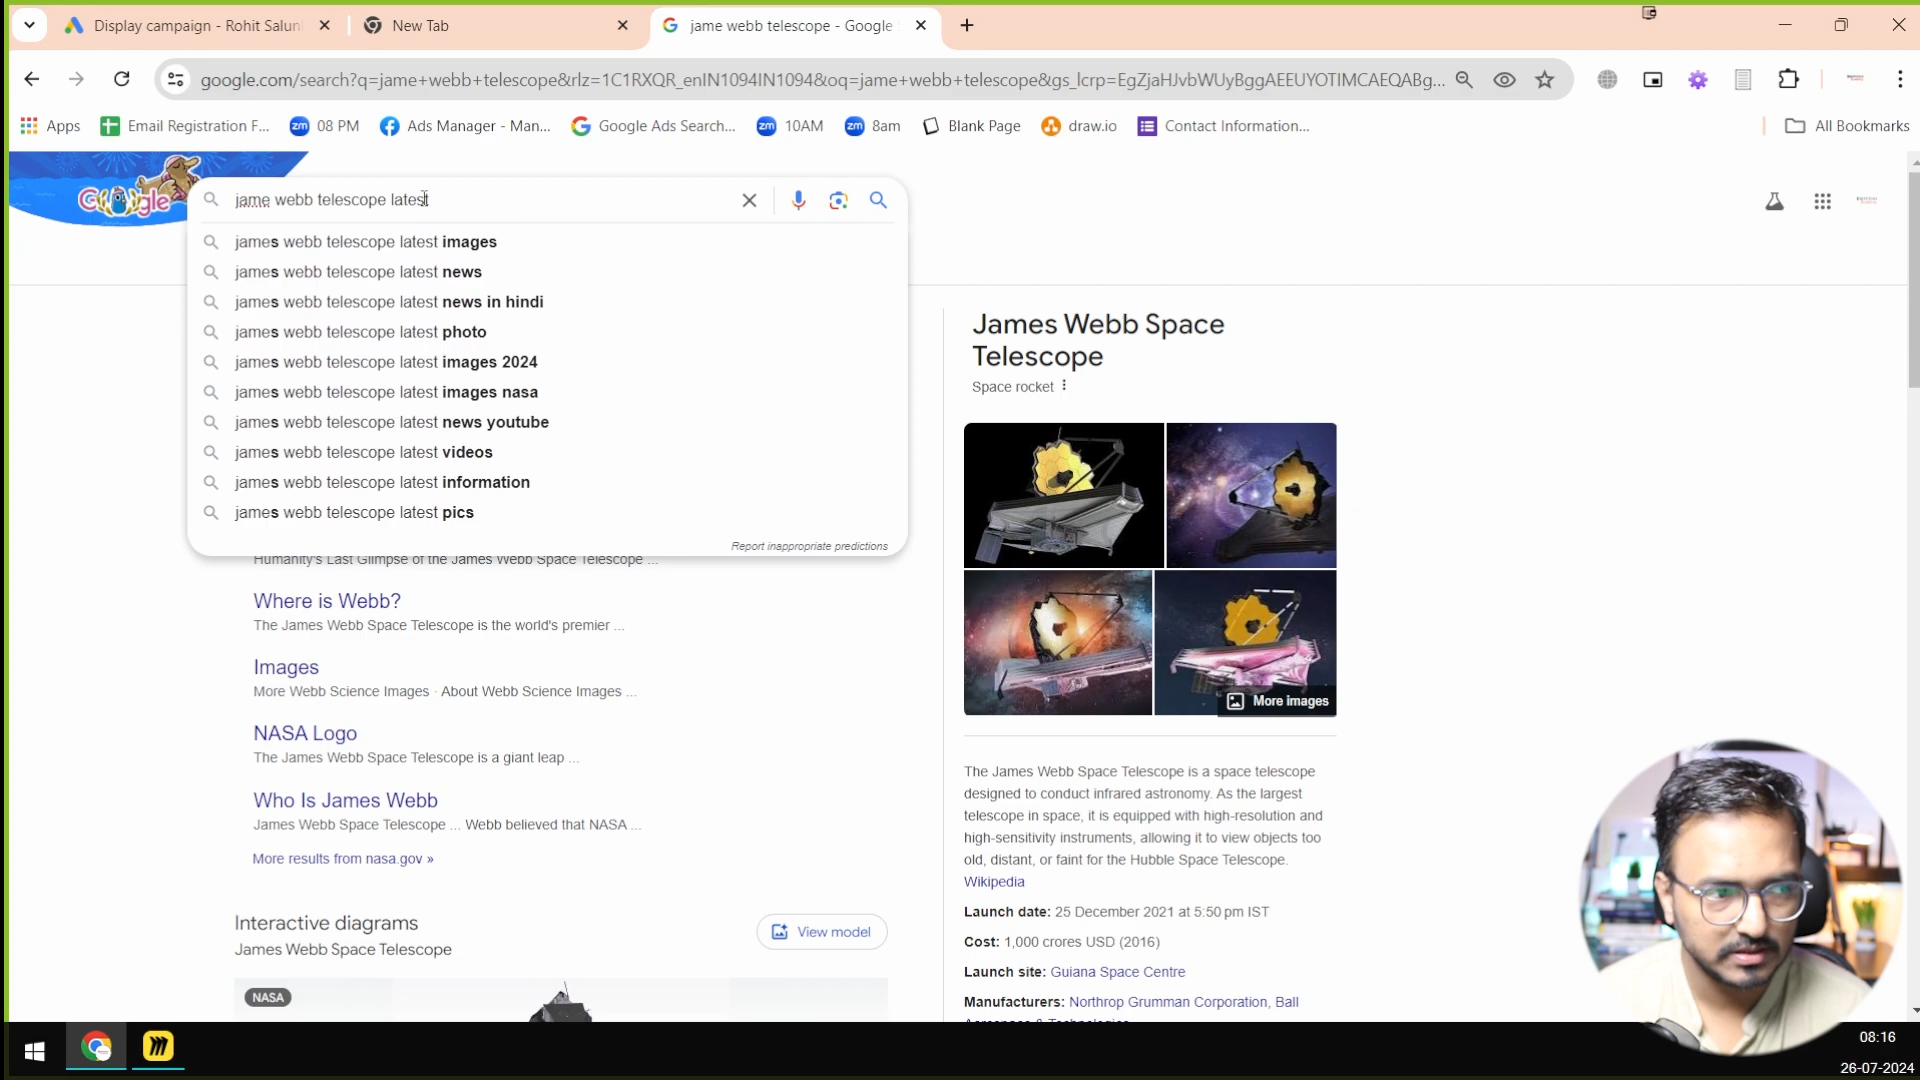 Display campaign - Rohit Salun
New Tab
jame webb telescope - Google
google.com/search?q=jame+webb+telescope&rlz=1C1RXQR_enIN1094IN1094&oq=jame+webb+telescope&gs_lcrp=EgZjaHJvbWUyBggAEEUYOTIMCAEQABg...
Apps
Email Registration F...
08 PM
Ads Manager - Man...
Google Ads Search...
10AM
8am
Blank Page
draw.io
Contact Information...
All Bookmarks
Google
jame webb telescope latest
james webb telescope latest images
james webb telescope latest news
james webb telescope latest news in hindi
james webb telescope latest photo
james webb telescope latest images 2024
james webb telescope latest images nasa
james webb telescope latest news youtube
james webb telescope latest videos
james webb telescope latest information
james webb telescope latest pics
Report inappropriate predictions
Humanity's Last Glimpse of the James Webb Space Telescope ...
Where is Webb?
The James Webb Space Telescope is the world's premier ...
Images
More Webb Science Images · About Webb Science Images ...
NASA Logo
The James Webb Space Telescope is a giant leap ...
Who Is James Webb
James Webb Space Telescope ... Webb believed that NASA ...
More results from nasa.gov »
Interactive diagrams
James Webb Space Telescope
View model
NASA
James Webb Space
Telescope
Space rocket
More images
The James Webb Space Telescope is a space telescope
designed to conduct infrared astronomy. As the largest
telescope in space, it is equipped with high-resolution and
high-sensitivity instruments, allowing it to view objects too
old, distant, or faint for the Hubble Space Telescope.
Wikipedia
Launch date: 25 December 2021 at 5:50 pm IST
Cost: 1,000 crores USD (2016)
Launch site: Guiana Space Centre
Manufacturers: Northrop Grumman Corporation, Ball
08:16
26-07-2024